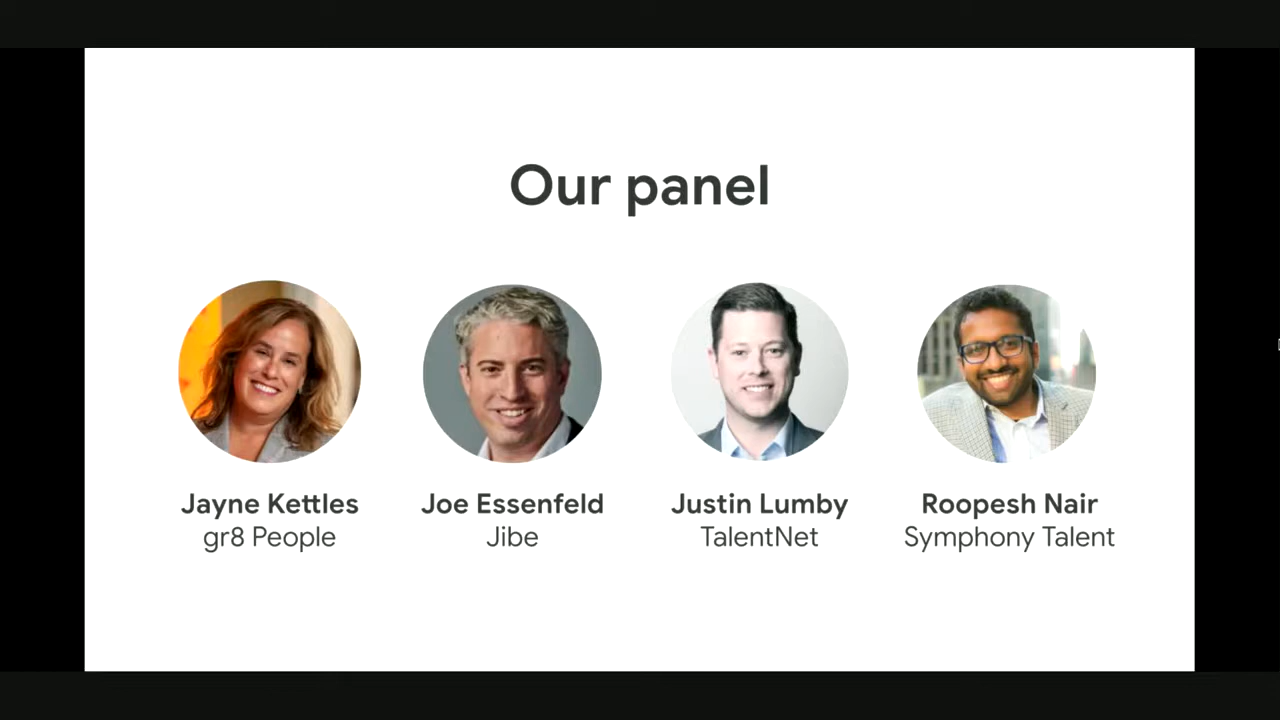 Our panel
Jayne Kettles
gr8 People
Joe Essenfeld
Jibe
Justin Lumby
TalentNet
Roopesh Nair
Symphony Talent